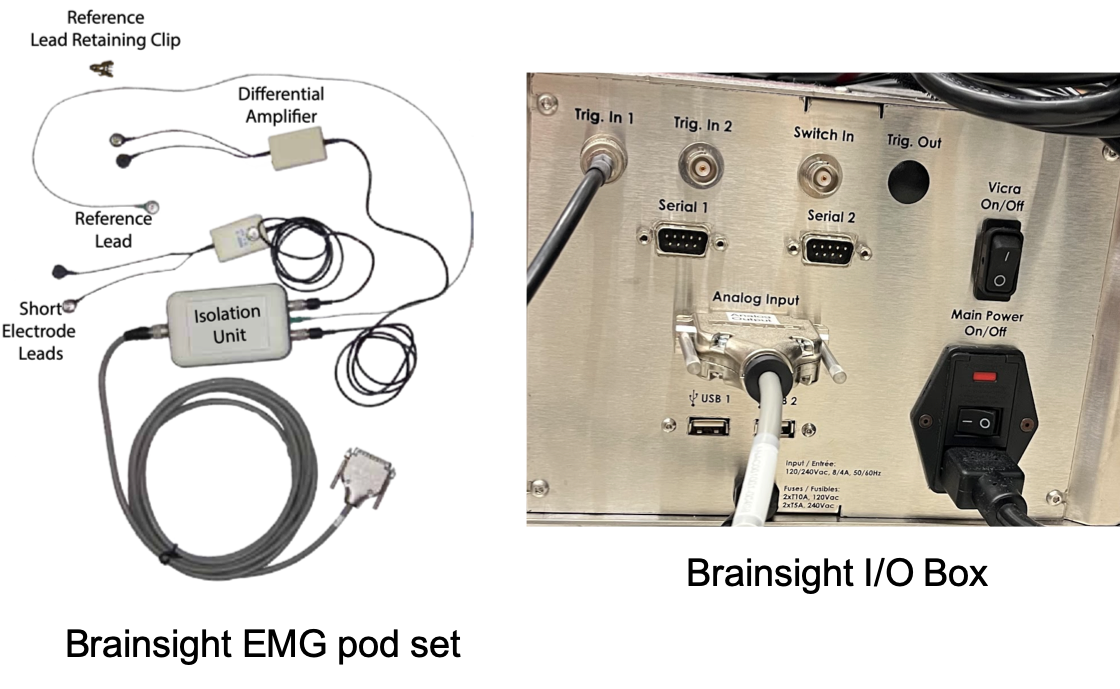 Reference
Lead Retaining Clip
Differential
Amplifier
Reference
Lead
Short
Electrode
Leads
Isolation
Unit
Brainsight EMG pod set
Trig. In 1
Trig. In 2
Switch In
Trig. Out
Vicra
On/Off
Serial 1
Serial 2
Analog Input
Analog
Output
Main Power
On/Off
USB 1
B 2
Input / Entrée:
120/240Vac, 8/4A, 50/60Hz
Fuses / Fusibles:
2xT10A, 120Vac
2xT5A, 240Vac
Brainsight I/O Box